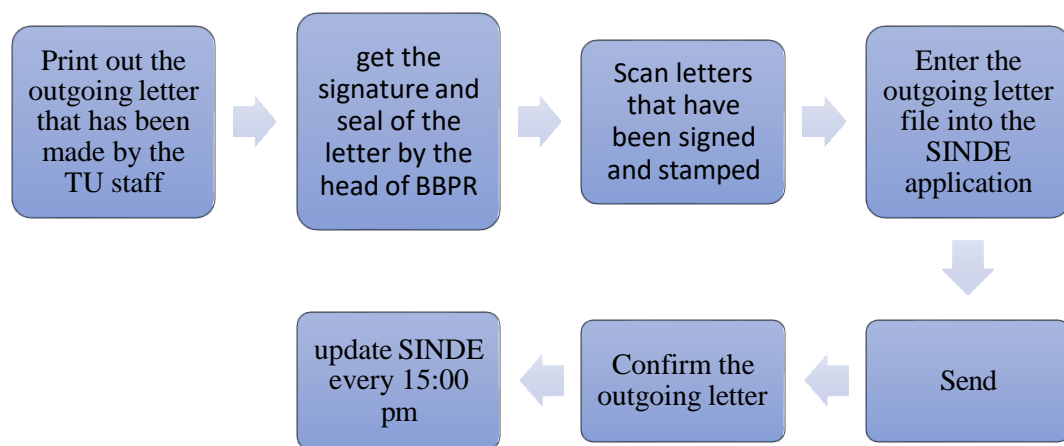 Print out the
outgoing letter
that has been
made by the
TU staff
get the
signature and
seal of the
letter by the
head of BBPR
Scan letters
that have
been signed
and stamped
Enter the
outgoing letter
file into the
SINDE
application
Send
Confirm the
outgoing letter
update SINDE
every 15:00
pm